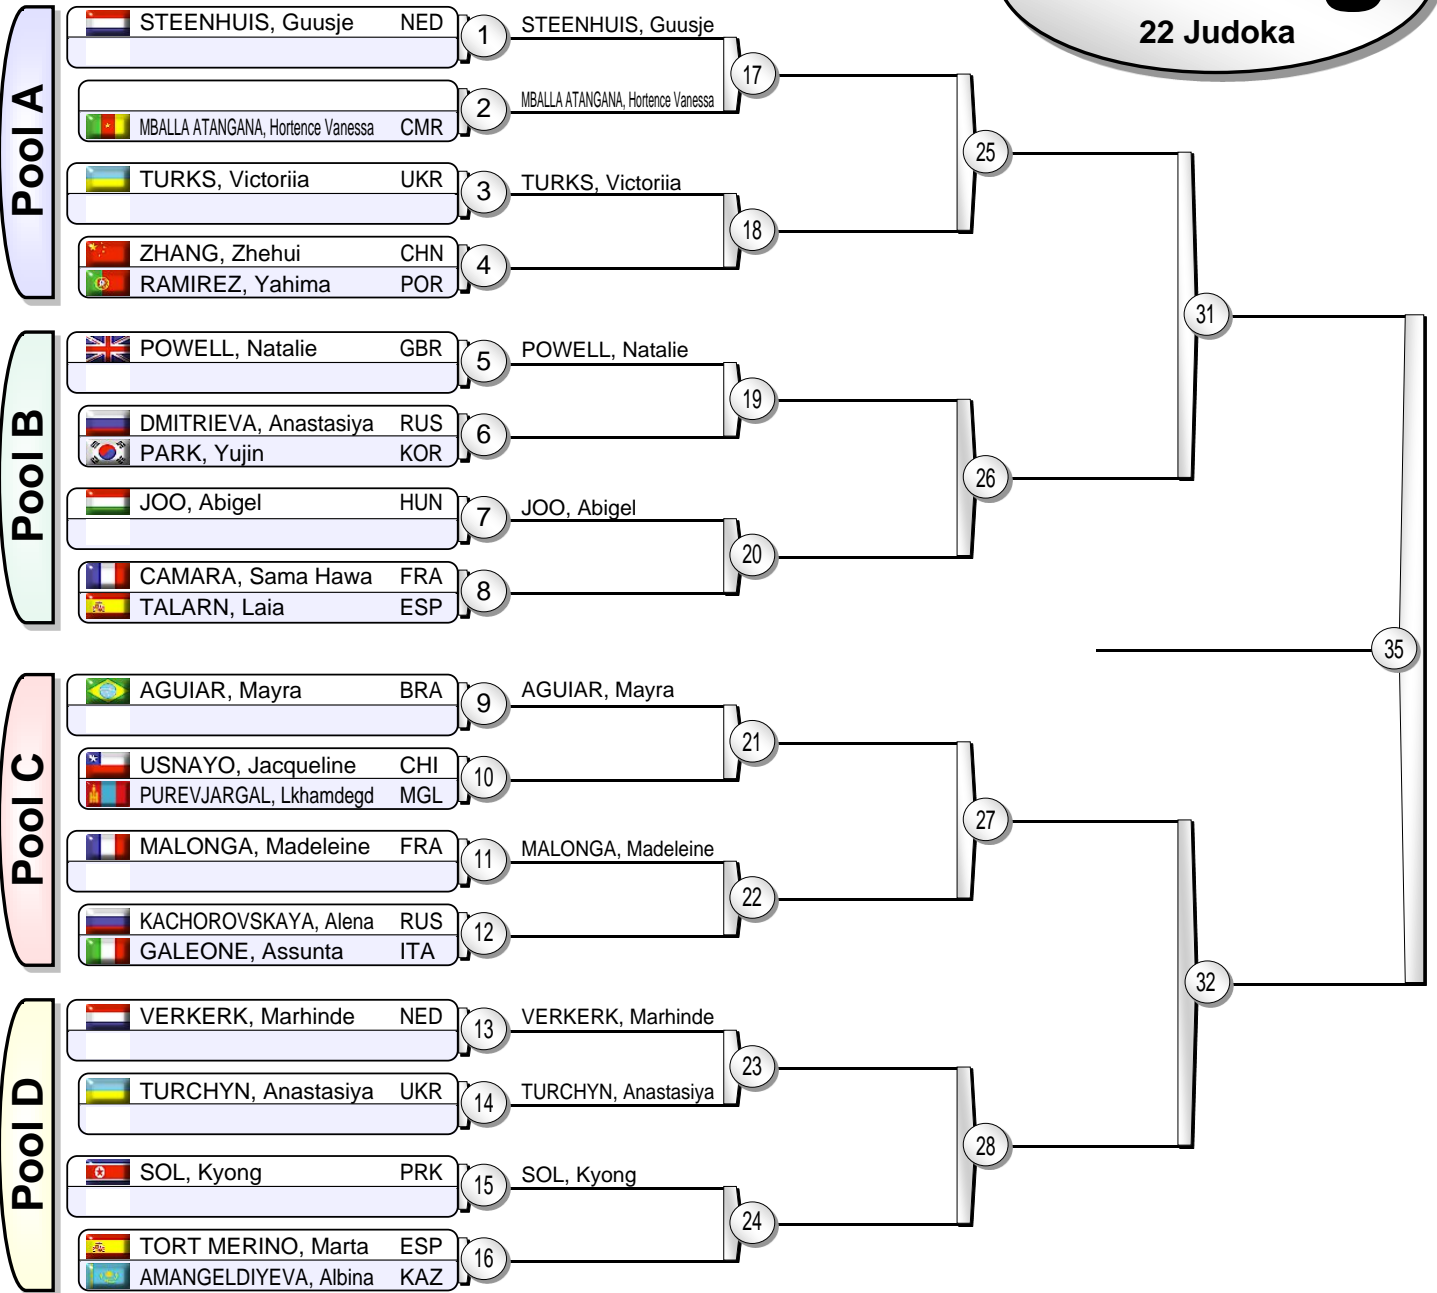 22 Judoka
Pool A
STEENHUIS, Guusje NED
1
STEENHUIS, Guusje
17
2
MBALLA ATANGANA, Hortence Vanessa
MBALLA ATANGANA, Hortence Vanessa CMR
25
TURKS, Victoriia UKR
3
TURKS, Victoriia
18
ZHANG, Zhehui CHN
4
RAMIREZ, Yahima POR
31
Pool B
POWELL, Natalie GBR
5
POWELL, Natalie
19
DMITRIEVA, Anastasiya RUS
6
PARK, Yujin KOR
26
JOO, Abigel HUN
7
JOO, Abigel
20
CAMARA, Sama Hawa FRA
8
TALARN, Laia ESP
35
Pool C
AGUIAR, Mayra BRA
9
AGUIAR, Mayra
21
USNAYO, Jacqueline CHI
10
PUREVJARGAL, Lkhamdegd MGL
27
MALONGA, Madeleine FRA
11
MALONGA, Madeleine
22
KACHOROVSKAYA, Alena RUS
12
GALEONE, Assunta ITA
32
Pool D
VERKERK, Marhinde NED
13
VERKERK, Marhinde
23
TURCHYN, Anastasiya UKR
14
TURCHYN, Anastasiya
28
SOL, Kyong PRK
15
SOL, Kyong
24
TORT MERINO, Marta ESP
16
AMANGELDIYEVA, Albina KAZ